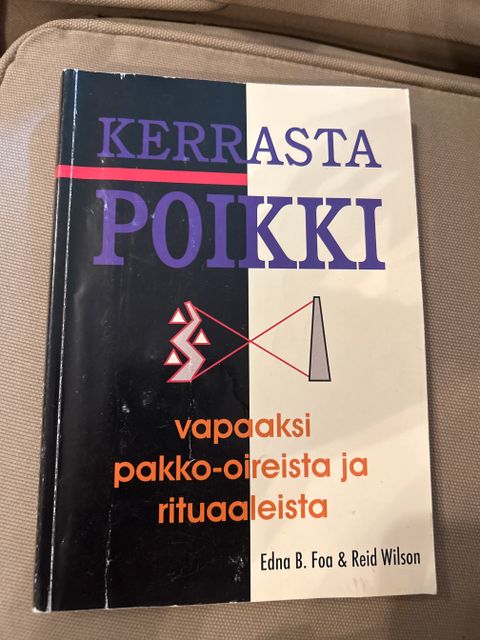 KERRASTA
POIKKI
vapaaksi
pakko-oireista ja
rituaaleista
Edna B. Foa & Reid Wilson